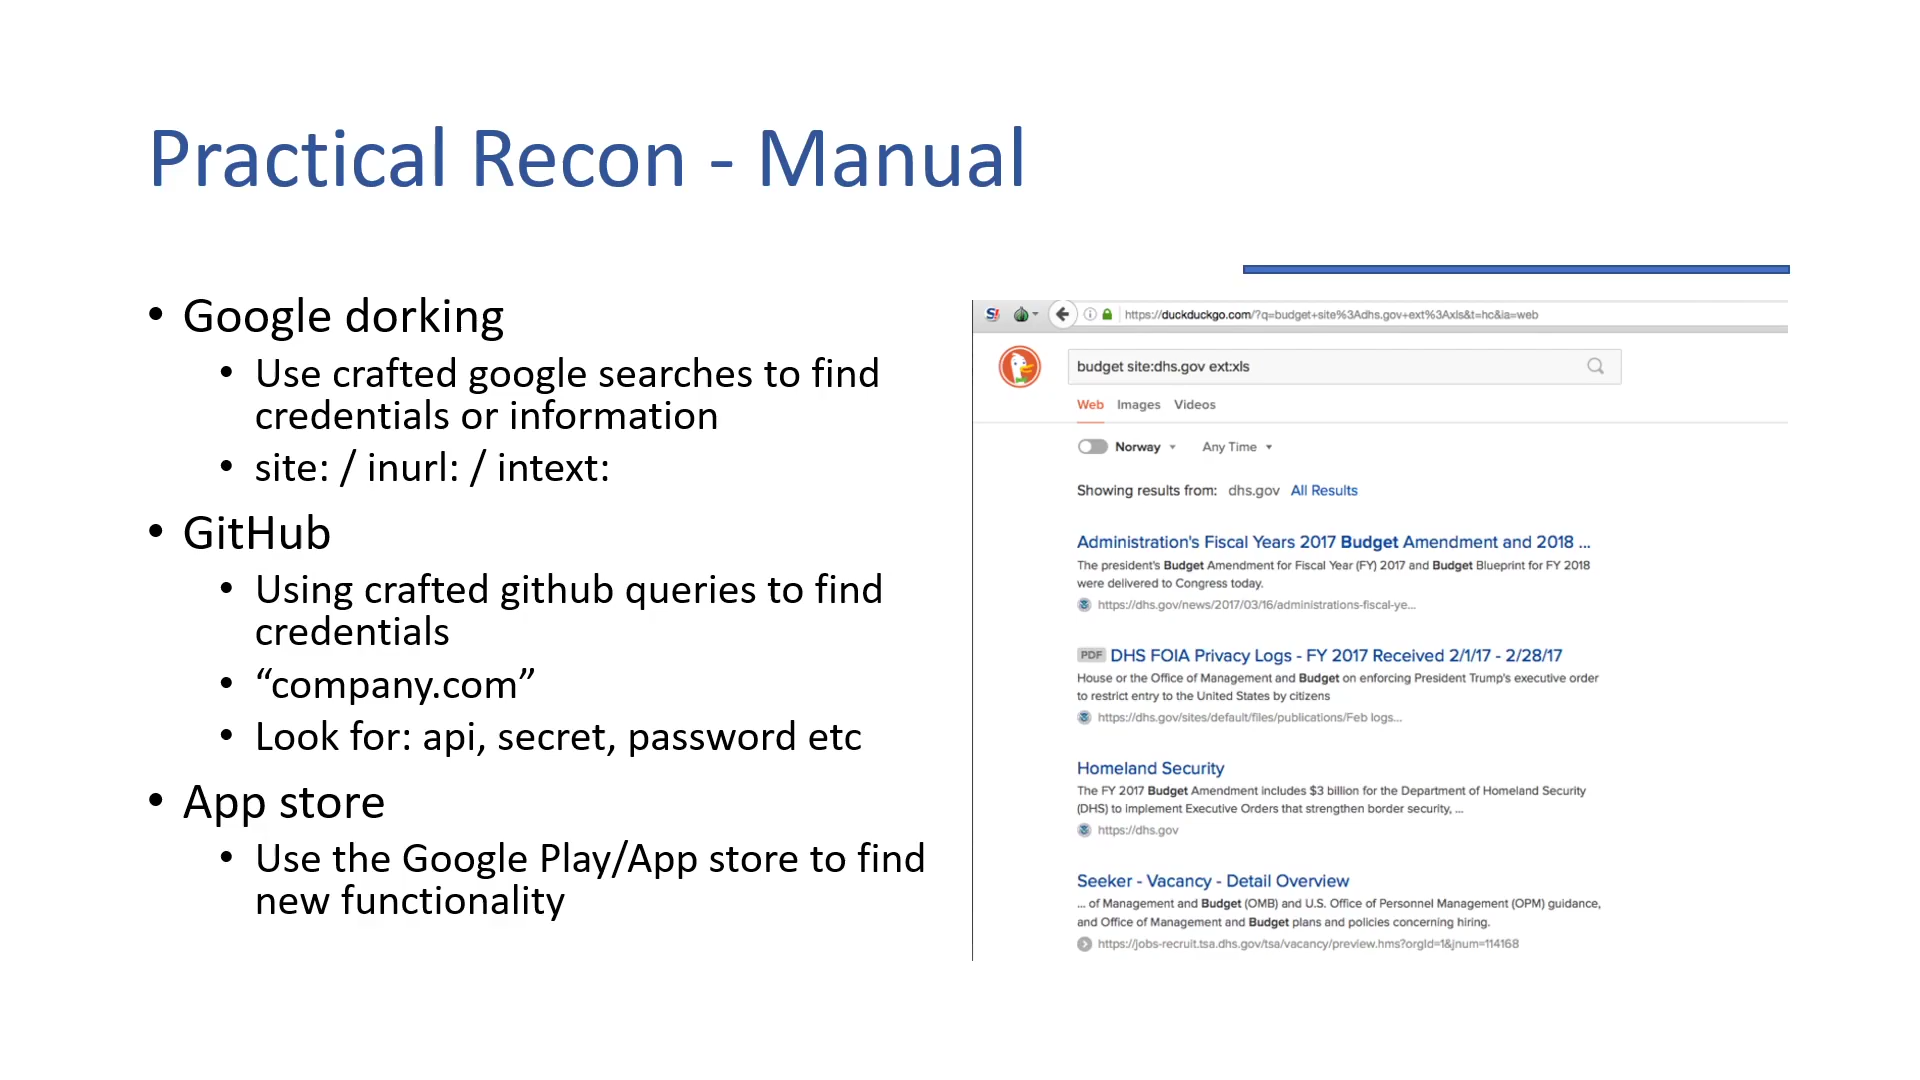 Practical Recon - Manual
• Google dorking
• Use crafted google searches to find
credentials or information
• site: / inurl: / intext:
• GitHub
• Using crafted github queries to find
credentials
• “company.com”
• Look for: api, secret, password etc
• App store
• Use the Google Play/App store to find
new functionality
S!
https://duckduckgo.com/?q=budget+site%3Adhs.gov+ext%3Axls&t=hc&ia=web
budget site:dhs.gov ext:xls
Web Images Videos
Norway Any Time
Showing results from: dhs.gov All Results
Administration's Fiscal Years 2017 Budget Amendment and 2018 ...
The president's Budget Amendment for Fiscal Year (FY) 2017 and Budget Blueprint for FY 2018
were delivered to Congress today.
https://dhs.gov/news/2017/03/16/administrations-fiscal-ye...
PDF DHS FOIA Privacy Logs - FY 2017 Received 2/1/17 - 2/28/17
House or the Office of Management and Budget on enforcing President Trump's executive order
to restrict entry to the United States by citizens
https://dhs.gov/sites/default/files/publications/Feb logs...
Homeland Security
The FY 2017 Budget Amendment includes $3 billion for the Department of Homeland Security
(DHS) to implement Executive Orders that strengthen border security, ...
https://dhs.gov
Seeker - Vacancy - Detail Overview
... of Management and Budget (OMB) and U.S. Office of Personnel Management (OPM) guidance,
and Office of Management and Budget plans and policies concerning hiring.
https://jobs-recruit.tsa.dhs.gov/tsa/vacancy/preview.hms?orgId=1&jnum=114168